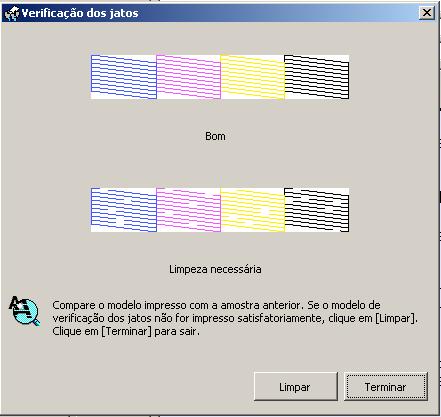 Verificação dos jatos
Bom
Limpeza necessária
Compare o modelo impresso com a amostra anterior. Se o modelo de
verificação dos jatos não for impresso satisfatoriamente, clique em [Limpar].
Clique em [Terminar] para sair.
Limpar
Terminar